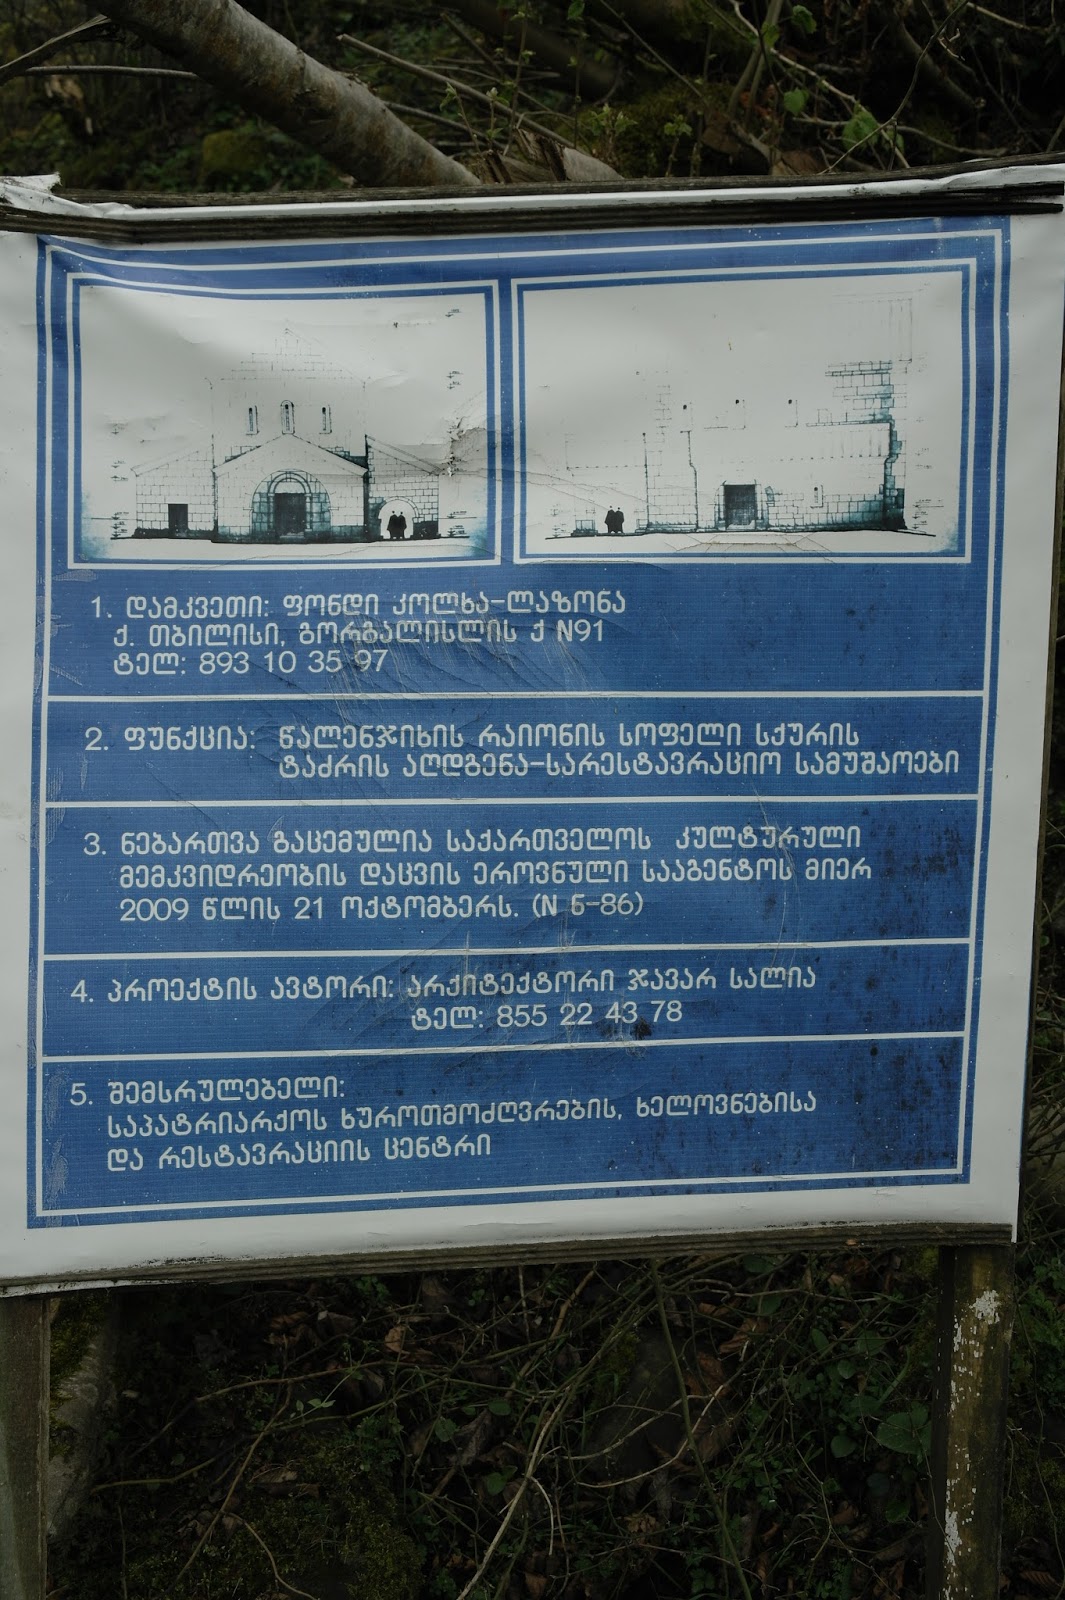 1. დამკვეთი: ფონდი კოლხა-ლაზონა
ქ. თბილისი, გორგალისლის ქ N91
ტელ: 893 10 35 97
2. ფუნქცია: წალენჯიხის რაიონის სოფელი სქურის
ტაძრის აღდგენა-სარესტავრაციო სამუშაოები
3. ნებართვა გაცემულია საქართველოს კულტურული
მემკვიდრეობის დაცვის ეროვნული სააგენტოს მიერ
2009 წლის 21 ოქტომბერს. (N ნ-86)
4. პროექტის ავტორი: არქიტექტორი ჯავარ სალია
ტელ: 855 22 43 78
5. შემსრულებელი:
საპატრიარქოს ხუროთმოძღვრების, ხელოვნებისა
და რესტავრაციის ცენტრი